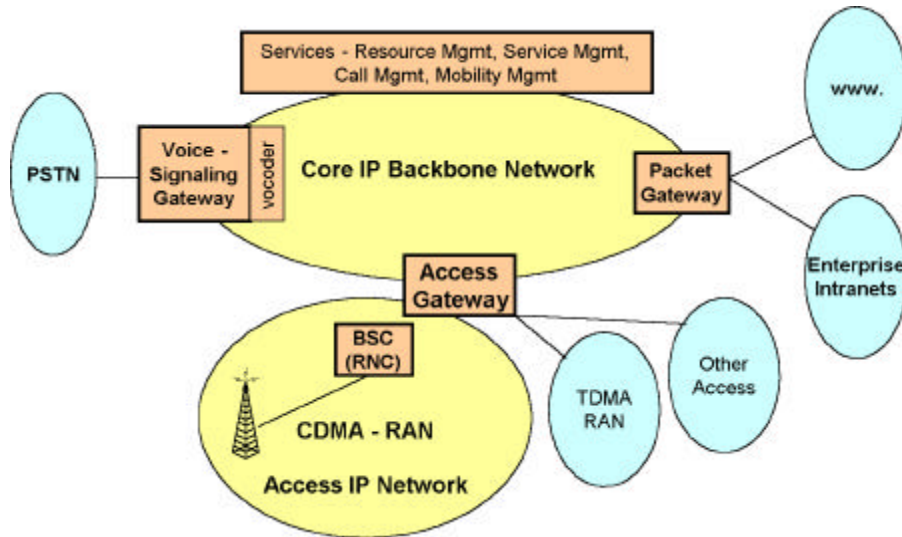 Services - Resource Mgmt, Service Mgmt,
Call Mgmt, Mobility Mgmt
www.
PSTN
Voice -
Signaling
Gateway
vocoder
Core IP Backbone Network
Packet
Gateway
Enterprise
Intranets
Access
Gateway
BSC
(RNC)
CDMA - RAN
Access IP Network
TDMA
RAN
Other
Access